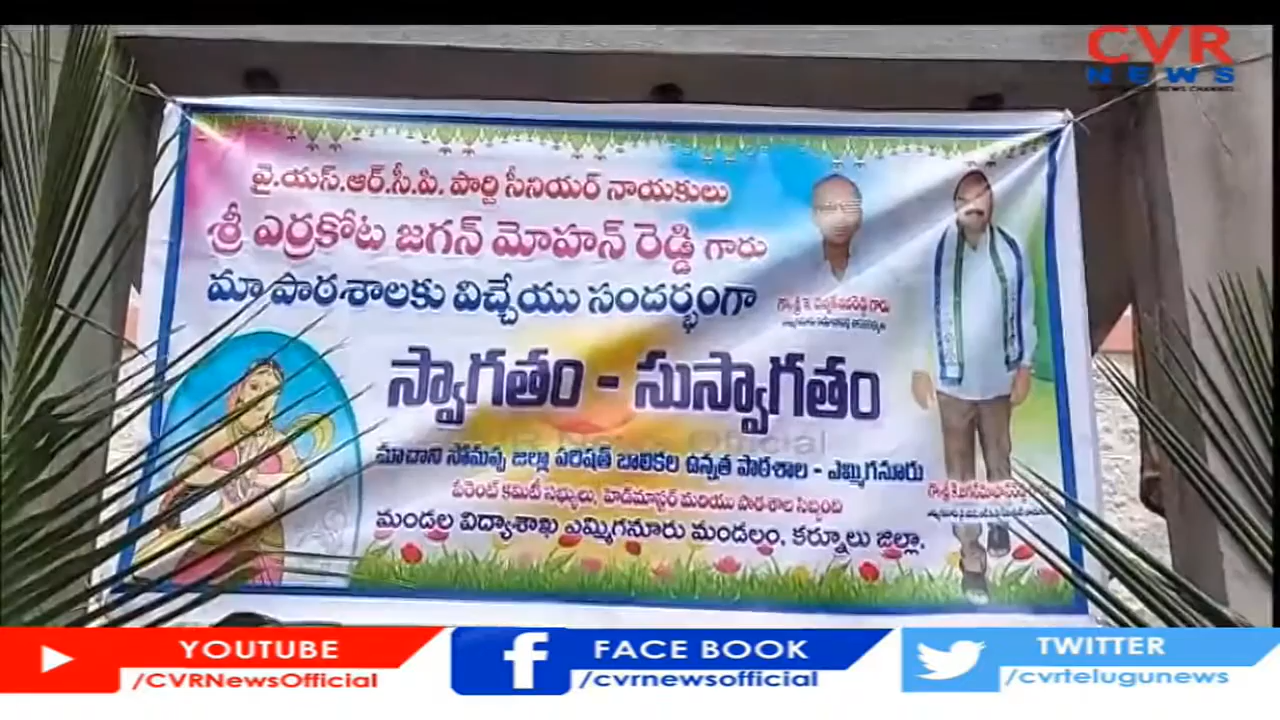 CVR
NEWS
వై.యస్.ఆర్.సీ.పి. పార్టీ సీనియర్ నాయకులు
శ్రీ ఎర్రకోట జగన్ మోహన్ రెడ్డి గారు
మా పాఠశాలకు విచ్చేయు సందర్భంగా
స్వాగతం - సుస్వాగతం
మాచాని సోమప్ప జిల్లా పరిషత్ బాలికల ఉన్నత పాఠశాల - ఎమ్మిగనూరు
పేరెంట్ కమిటీ సభ్యులు, హెడ్‌మాస్టర్ మరియు పాఠశాల సిబ్బంది
మండల విద్యాశాఖ ఎమ్మిగనూరు మండలం, కర్నూలు జిల్లా.
News Official
YOUTUBE
/CVRNewsOfficial
FACE BOOK
/cvrnewsofficial
TWITTER
/cvrtelugunews